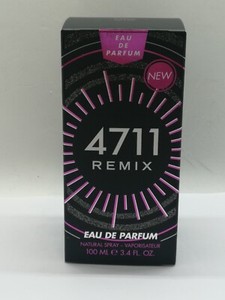 EAU
DE
PARFUM
NEW
4711
REMIX
EAU DE PARFUM
NATURAL SPRAY - VAPORISATEUR
100 ML ℮ 3.4 FL. OZ.